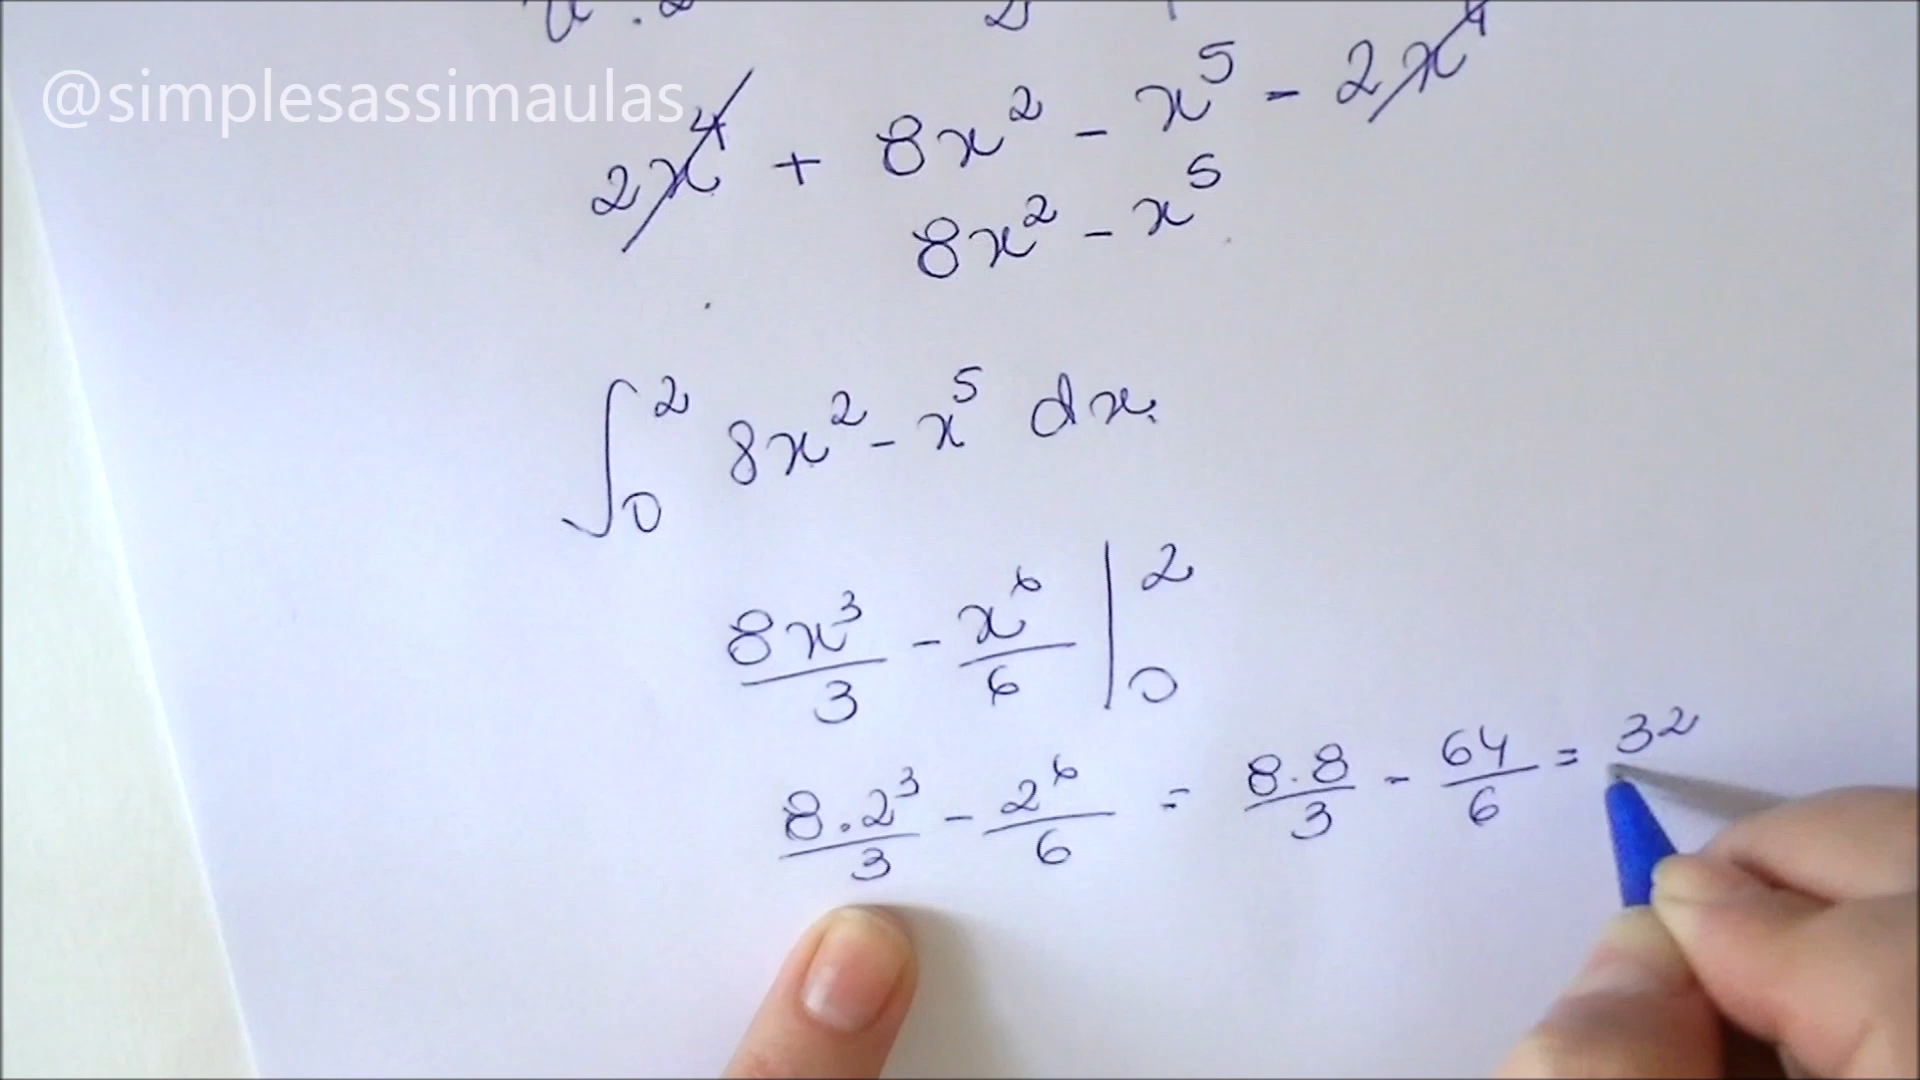 @simplesassimaulas
2x⁴ + 8x² - x⁵ - 2x⁴
8x² - x⁵
∫₀² 8x² - x⁵ dx
8x³/3 - x⁶/6 |₀²
8.2³/3 - 2⁶/6 = 8.8/3 - 64/6 = 32